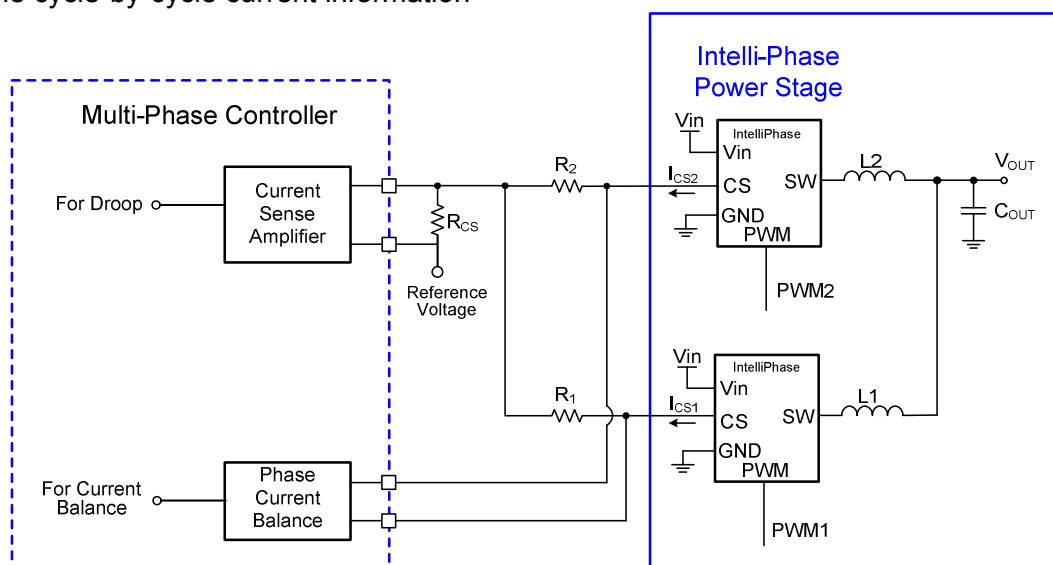 Multi-Phase Controller
Current
Sense
Amplifier
For Droop
R2
RCS
Reference
Voltage
R1
Phase
Current
Balance
For Current
Balance
Intelli-Phase
Power Stage
Vin
IntelliPhase
Vin
ICS2
CS
SW
GND
PWM
L2
VOUT
COUT
PWM2
Vin
IntelliPhase
Vin
ICS1
CS
SW
GND
PWM
L1
PWM1